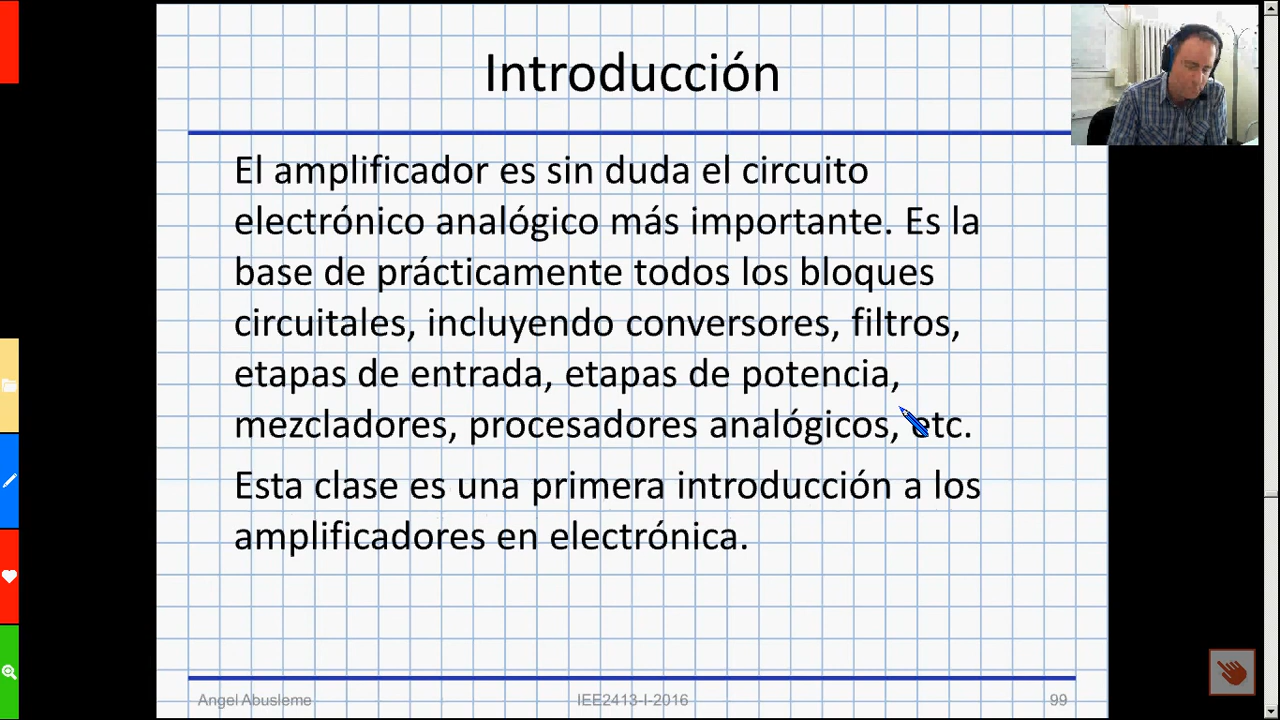 Introducción
El amplificador es sin duda el circuito
electrónico analógico más importante. Es la
base de prácticamente todos los bloques
circuitales, incluyendo conversores, filtros,
etapas de entrada, etapas de potencia,
mezcladores, procesadores analógicos, etc.
Esta clase es una primera introducción a los
amplificadores en electrónica.
Angel Abusleme IEE2413-I-2016 99